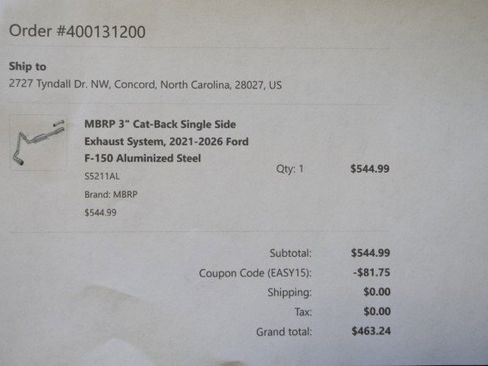 Order #400131200
Ship to
2727 Tyndall Dr. NW, Concord, North Carolina, 28027, US
MBRP 3" Cat-Back Single Side
Exhaust System, 2021-2026 Ford
F-150 Aluminized Steel
S5211AL
Brand: MBRP
$544.99
Qty: 1
$544.99
Subtotal: $544.99
Coupon Code (EASY15): -$81.75
Shipping: $0.00
Tax: $0.00
Grand total: $463.24